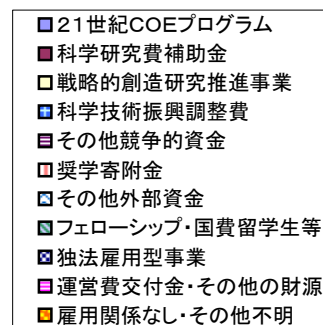 21世紀COEプログラム
科学研究費補助金
戦略的創造研究推進事業
科学技術振興調整費
その他競争的資金
奨学寄附金
その他外部資金
フェローシップ・国費留学生等
独法雇用型事業
運営費交付金・その他の財源
雇用関係なし・その他不明